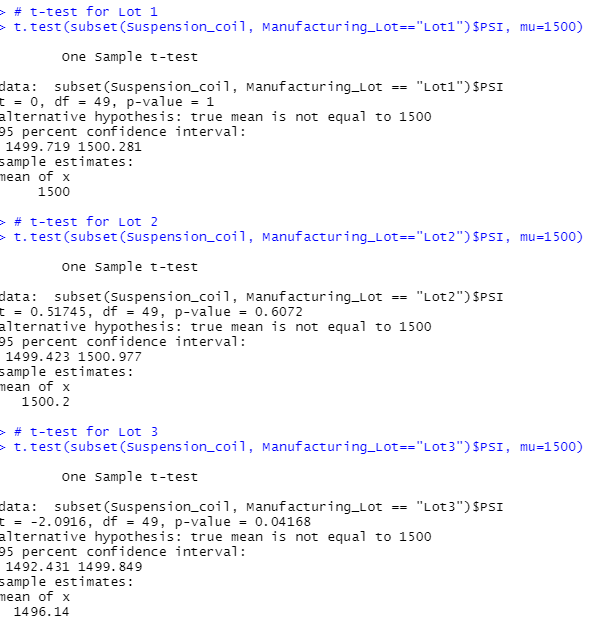 > # t-test for Lot 1
> t.test(subset(Suspension_coil, Manufacturing_Lot=="Lot1")$PSI, mu=1500)
One Sample t-test
data:  subset(Suspension_coil, Manufacturing_Lot == "Lot1")$PSI
t = 0, df = 49, p-value = 1
alternative hypothesis: true mean is not equal to 1500
95 percent confidence interval:
1499.719 1500.281
sample estimates:
mean of x
1500
> # t-test for Lot 2
> t.test(subset(Suspension_coil, Manufacturing_Lot=="Lot2")$PSI, mu=1500)
One Sample t-test
data:  subset(Suspension_coil, Manufacturing_Lot == "Lot2")$PSI
t = 0.51745, df = 49, p-value = 0.6072
alternative hypothesis: true mean is not equal to 1500
95 percent confidence interval:
1499.423 1500.977
sample estimates:
mean of x
1500.2
> # t-test for Lot 3
> t.test(subset(Suspension_coil, Manufacturing_Lot=="Lot3")$PSI, mu=1500)
One Sample t-test
data:  subset(Suspension_coil, Manufacturing_Lot == "Lot3")$PSI
t = -2.0916, df = 49, p-value = 0.04168
alternative hypothesis: true mean is not equal to 1500
95 percent confidence interval:
1492.431 1499.849
sample estimates:
mean of x
1496.14